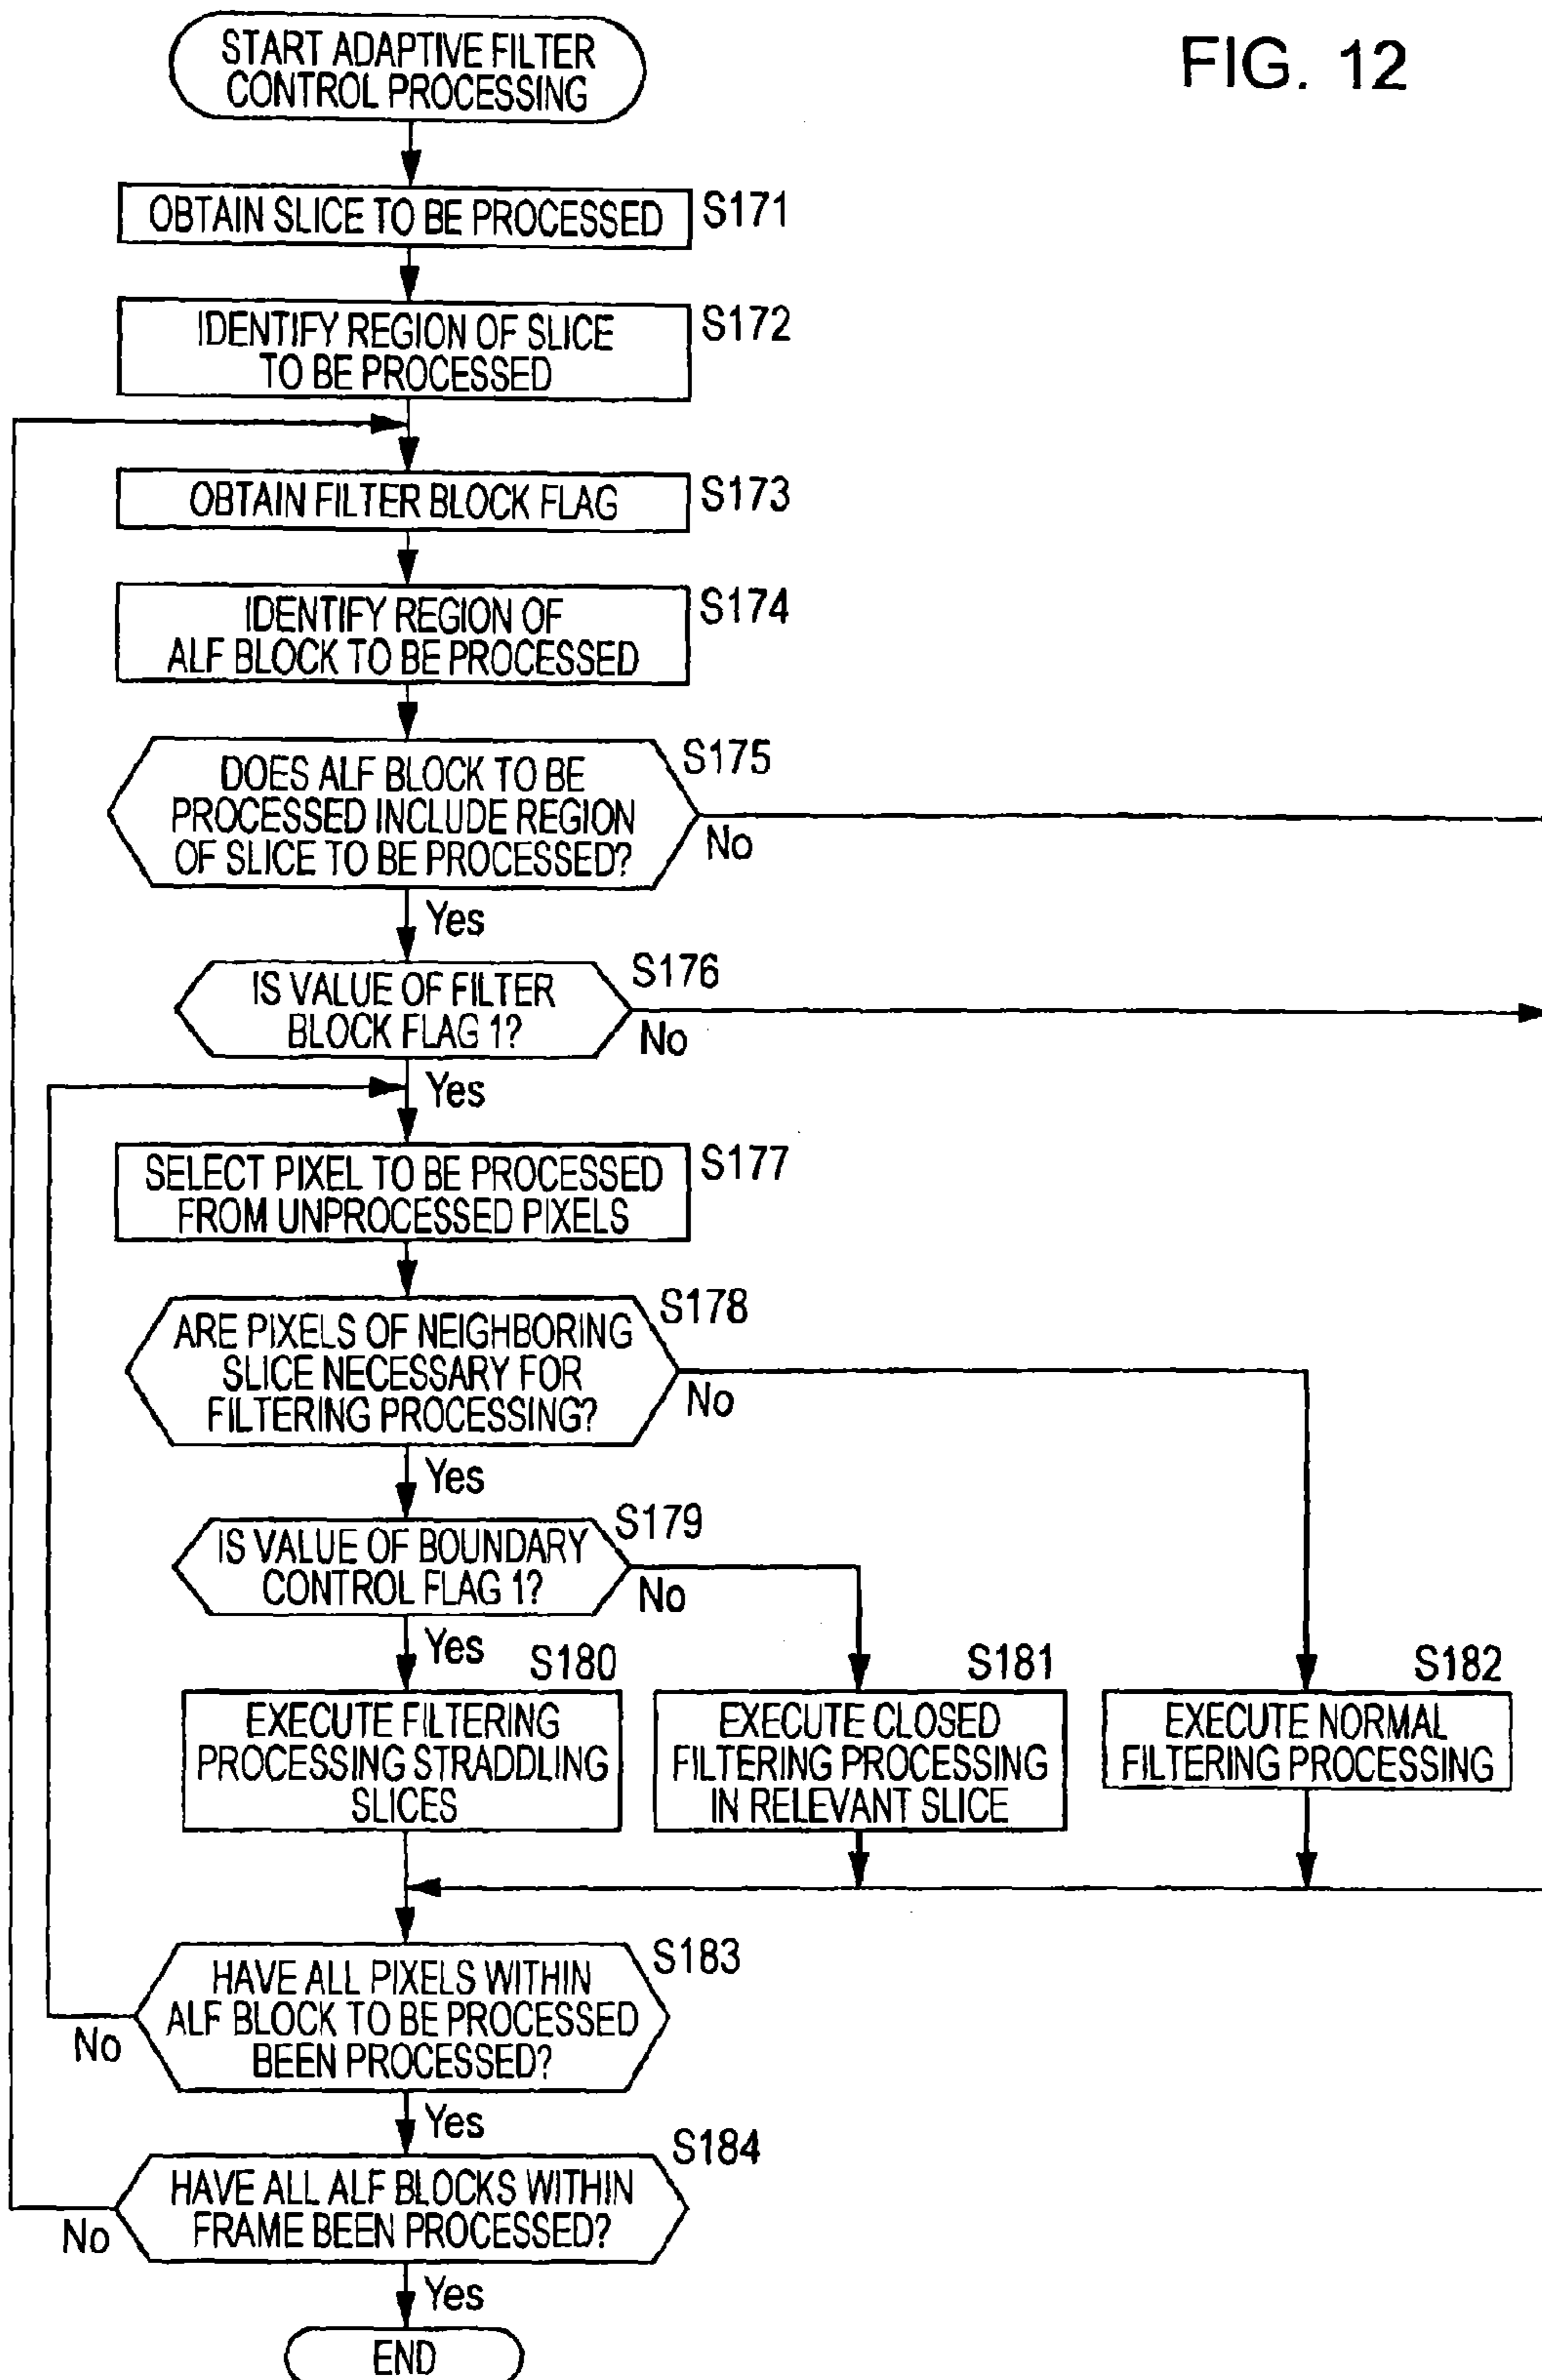 FIG. 12
START ADAPTIVE FILTER
CONTROL PROCESSING
OBTAIN SLICE TO BE PROCESSED
S171
IDENTIFY REGION OF SLICE
TO BE PROCESSED
S172
OBTAIN FILTER BLOCK FLAG
S173
IDENTIFY REGION OF
ALF BLOCK TO BE PROCESSED
S174
DOES ALF BLOCK TO BE
PROCESSED INCLUDE REGION
OF SLICE TO BE PROCESSED?
S175
No
Yes
IS VALUE OF FILTER
BLOCK FLAG 1?
S176
No
Yes
SELECT PIXEL TO BE PROCESSED
FROM UNPROCESSED PIXELS
S177
ARE PIXELS OF NEIGHBORING
SLICE NECESSARY FOR
FILTERING PROCESSING?
S178
No
Yes
IS VALUE OF BOUNDARY
CONTROL FLAG 1?
S179
No
Yes
S180
EXECUTE FILTERING
PROCESSING STRADDLING
SLICES
S181
EXECUTE CLOSED
FILTERING PROCESSING
IN RELEVANT SLICE
S182
EXECUTE NORMAL
FILTERING PROCESSING
HAVE ALL PIXELS WITHIN
ALF BLOCK TO BE PROCESSED
BEEN PROCESSED?
S183
No
Yes
HAVE ALL ALF BLOCKS WITHIN
FRAME BEEN PROCESSED?
S184
No
Yes
END